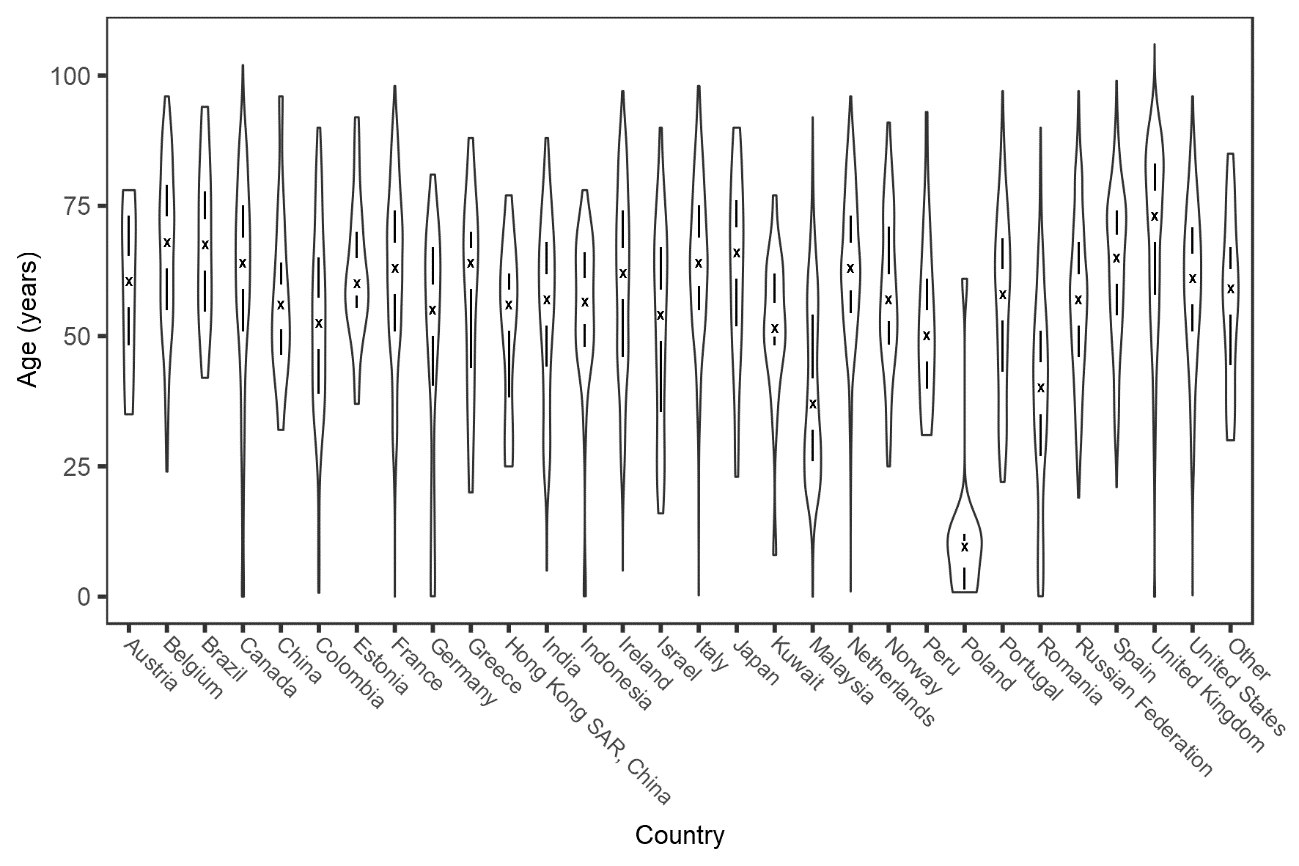 Age (years)
100
75
50
25
0
Austria
Belgium
Brazil
Canada
China
Colombia
Estonia
France
Germany
Greece
Hong Kong SAR, China
India
Indonesia
Ireland
Israel
Italy
Japan
Kuwait
Malaysia
Netherlands
Norway
Peru
Poland
Portugal
Romania
Russian Federation
Spain
United Kingdom
United States
Other
Country